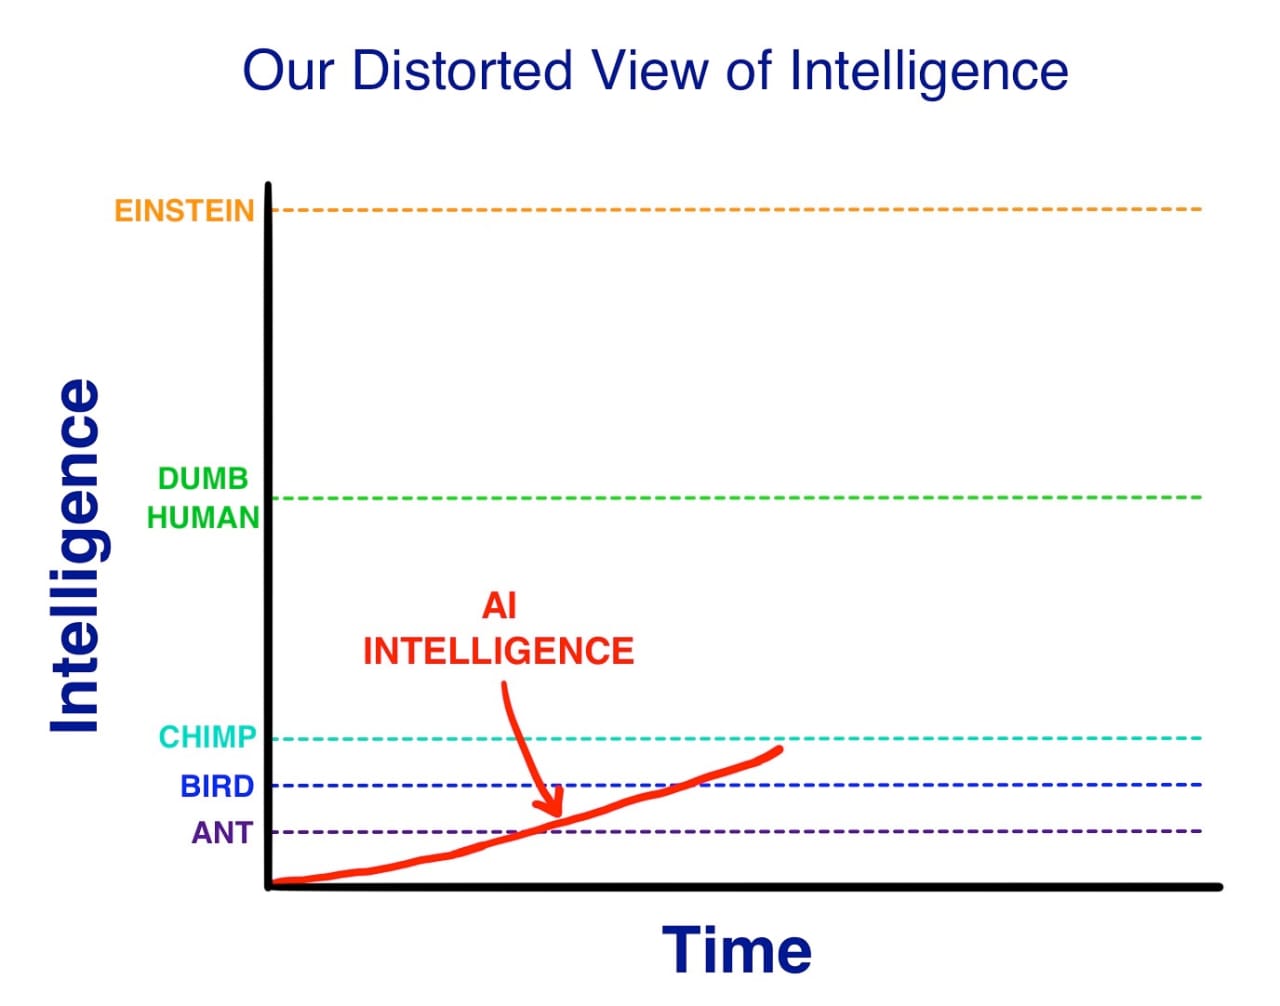 Our Distorted View of Intelligence
EINSTEIN
DUMB
HUMAN
AI
INTELLIGENCE
CHIMP
BIRD
ANT
Intelligence
Time